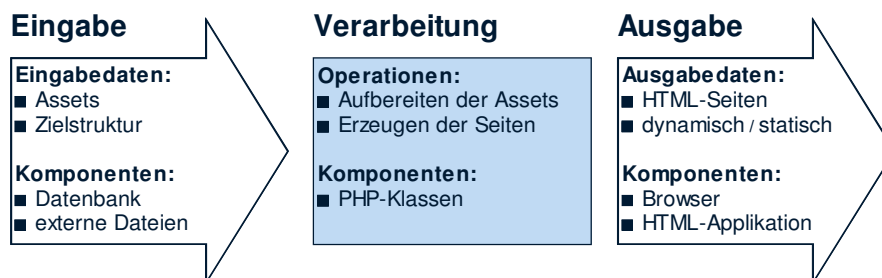 Eingabe
Eingabedaten:
■ Assets
■ Zielstruktur
Komponenten:
■ Datenbank
■ externe Dateien
Verarbeitung
Operationen:
■ Aufbereiten der Assets
■ Erzeugen der Seiten
Komponenten:
■ PHP-Klassen
Ausgabe
Ausgabedaten:
■ HTML-Seiten
■ dynamisch / statisch
Komponenten:
■ Browser
■ HTML-Applikation